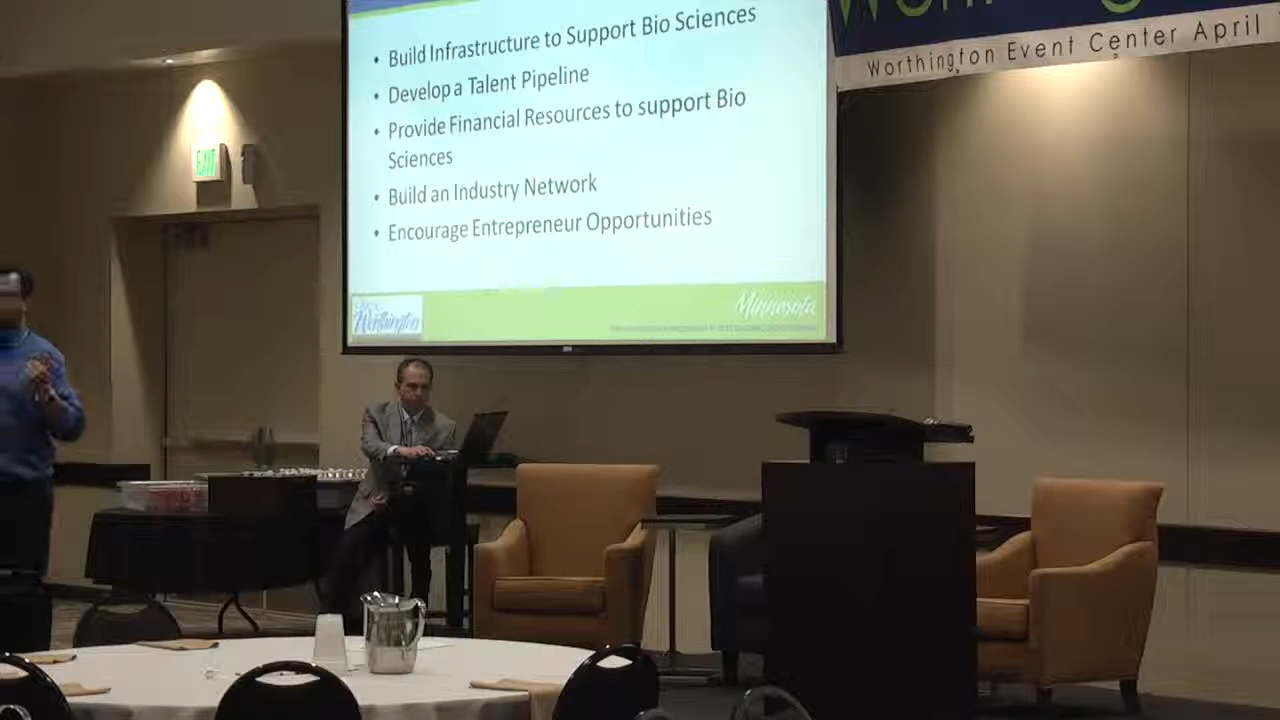 Worthington Event Center April
• Build Infrastructure to Support Bio Sciences
• Develop a Talent Pipeline
• Provide Financial Resources to support Bio
Sciences
• Build an Industry Network
• Encourage Entrepreneur Opportunities
EXIT
Worthington
Minnesota